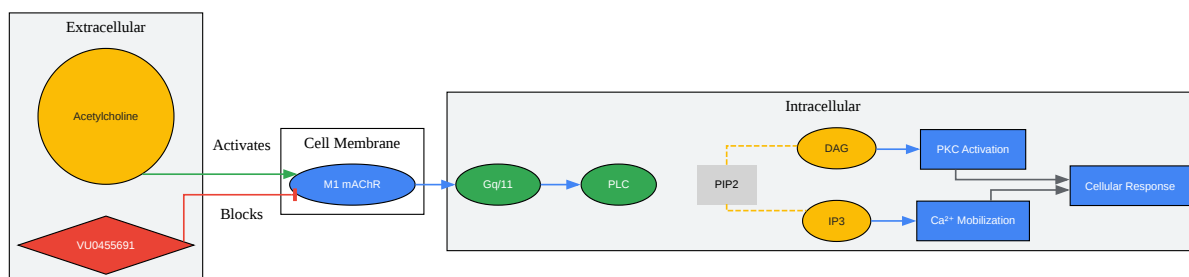 Extracellular
Acetylcholine
VU0455691
Activates
Blocks
Cell Membrane
M1 mAChR
Intracellular
Gq/11
PLC
PIP2
DAG
IP3
PKC Activation
Ca²⁺ Mobilization
Cellular Response